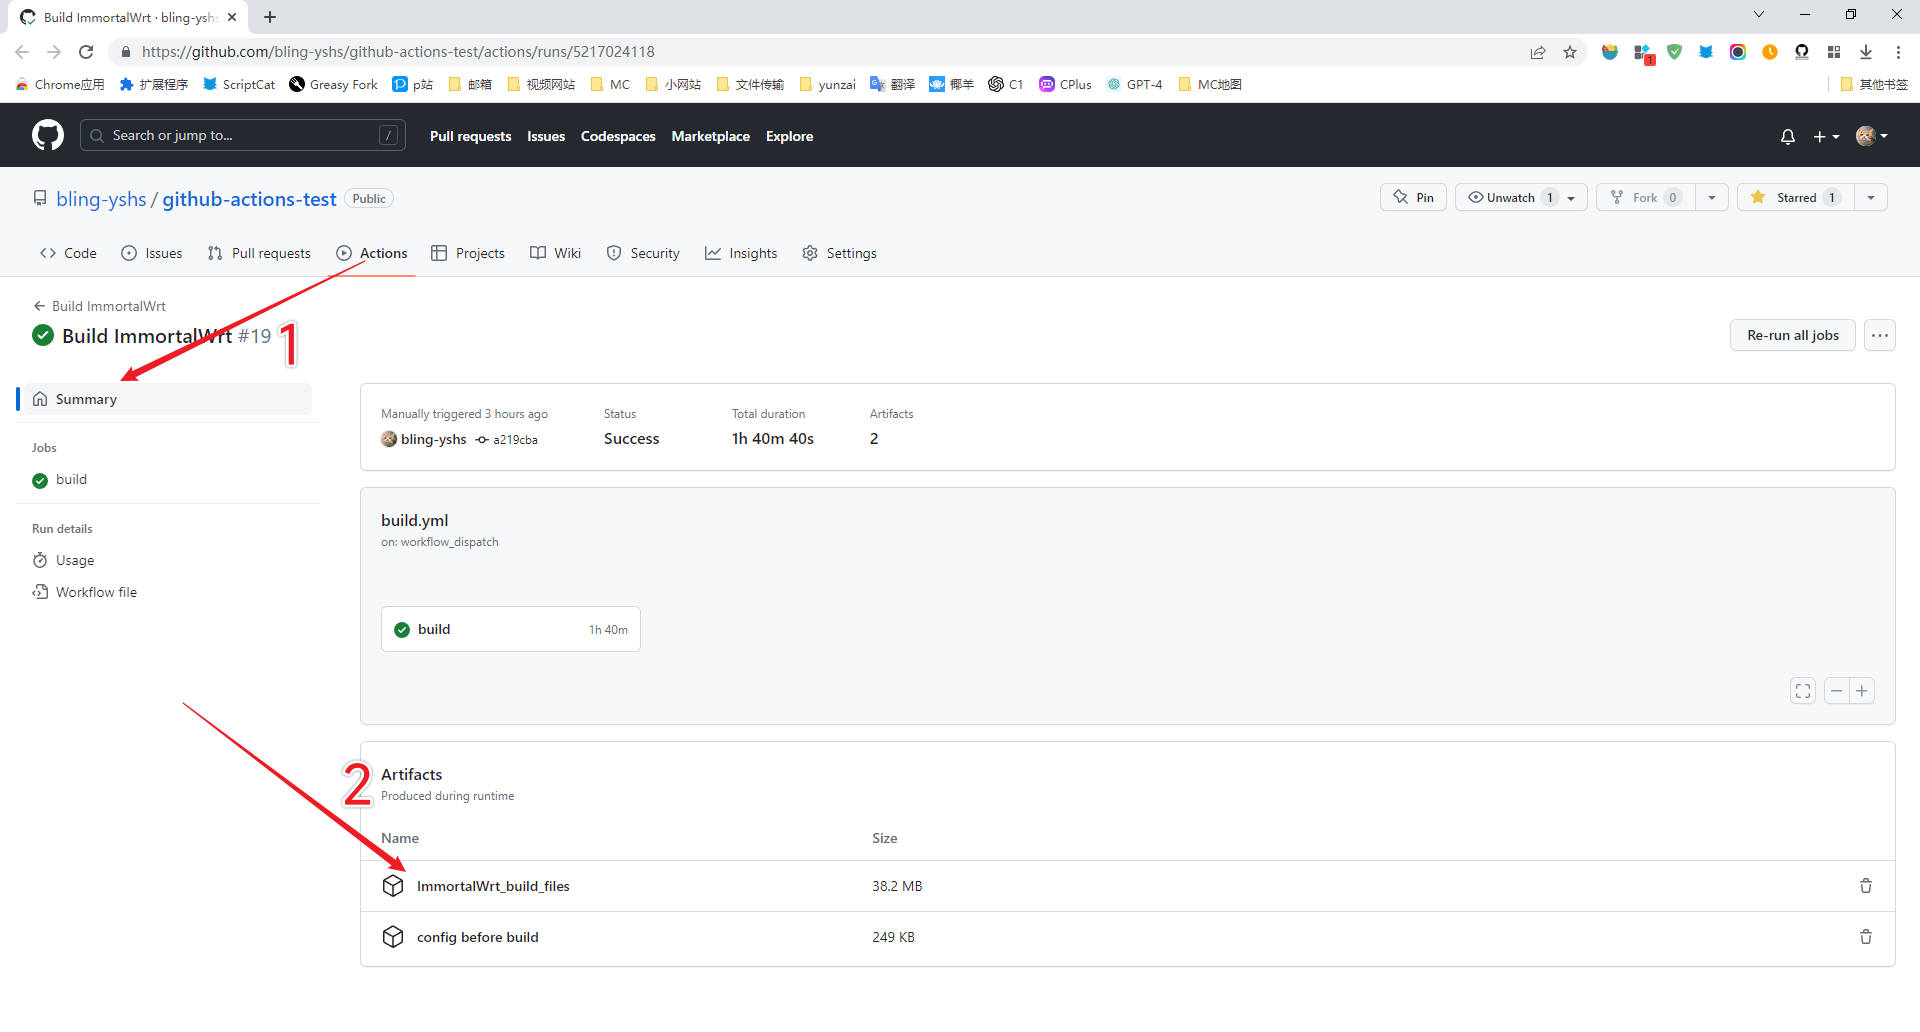 Build ImmortalWrt · bling-yshs
https://github.com/bling-yshs/github-actions-test/actions/runs/5217024118
1
Chrome应用 扩展程序 ScriptCat Greasy Fork p站 邮箱 视频网站 MC 小网站 文件传输 yunzai 翻译 椰羊 C1 CPlus GPT-4 MC地图 其他书签
Search or jump to... / Pull requests Issues Codespaces Marketplace Explore
bling-yshs / github-actions-test Public Pin Unwatch 1 Fork 0 Starred 1
Code Issues Pull requests Actions Projects Wiki Security Insights Settings
Build ImmortalWrt
Build ImmortalWrt #19 1
Re-run all jobs
Summary
Jobs
build
Run details
Usage
Workflow file
Manually triggered 3 hours ago Status Total duration Artifacts
bling-yshs a219cba Success 1h 40m 40s 2
build.yml
on: workflow_dispatch
build 1h 40m
2
Artifacts
Produced during runtime
Name Size
ImmortalWrt_build_files 38.2 MB
config before build 249 KB